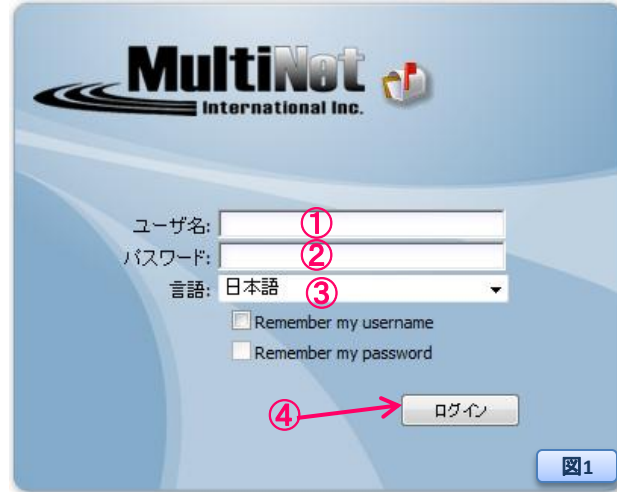 MultiNet
International Inc.
ユーザ名: ①
パスワード: ②
言語: 日本語 ③
Remember my username
Remember my password
④ ログイン
図1